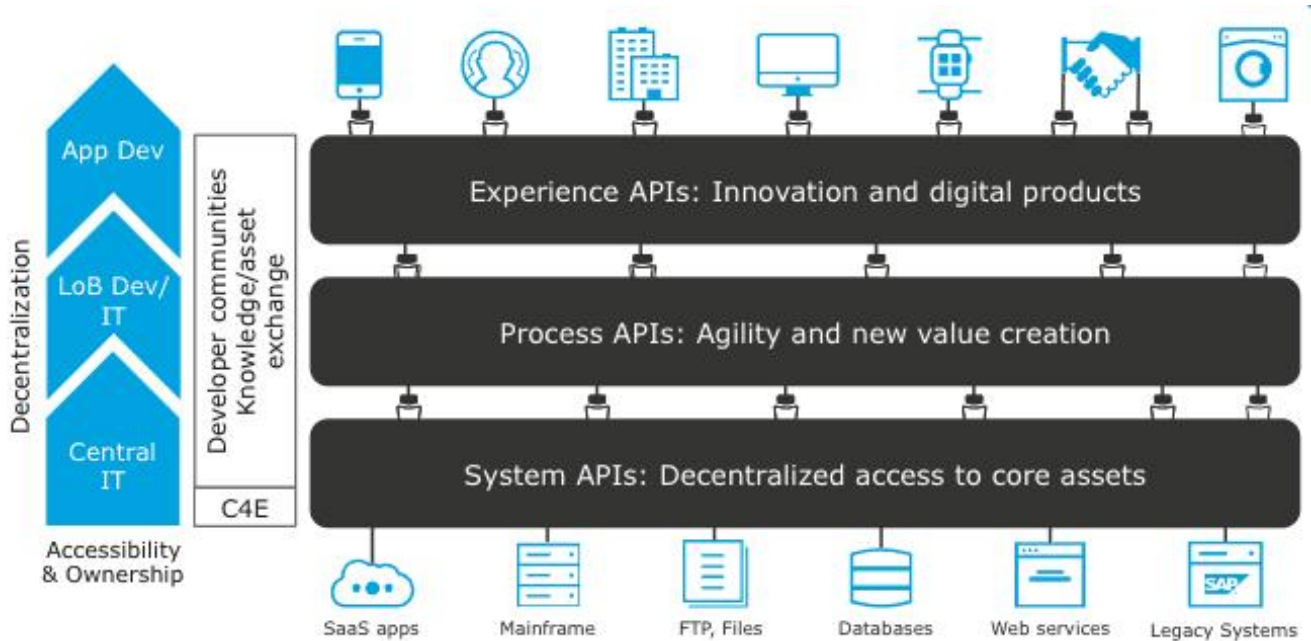 Decentralization
App Dev
LoB Dev/
IT
Central
IT
Accessibility
& Ownership
Developer communities
Knowledge/asset
exchange
C4E
Experience APIs: Innovation and digital products
Process APIs: Agility and new value creation
System APIs: Decentralized access to core assets
SaaS apps
Mainframe
FTP, Files
Databases
Web services
SAP
Legacy Systems